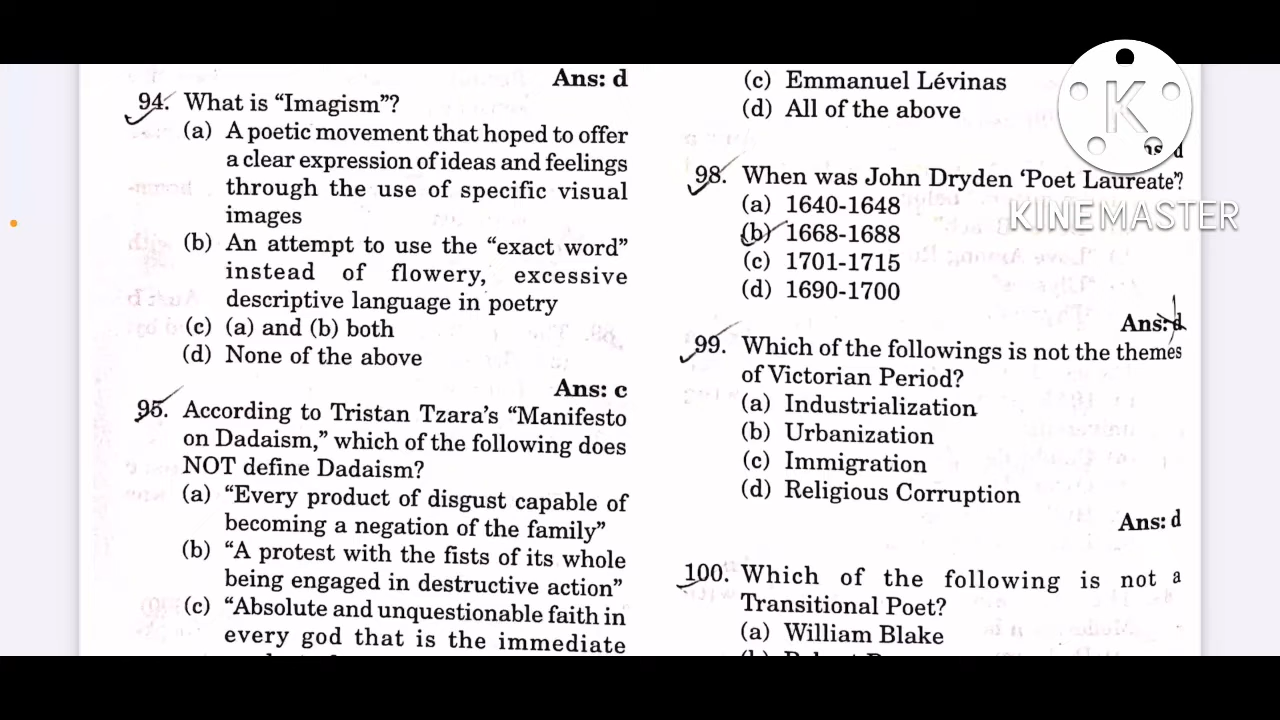 Ans: d
94. What is “Imagism”?
(a) A poetic movement that hoped to offer
a clear expression of ideas and feelings
through the use of specific visual
images
(b) An attempt to use the “exact word”
instead of flowery, excessive
descriptive language in poetry
(c) (a) and (b) both
(d) None of the above
Ans: c
95. According to Tristan Tzara’s “Manifesto
on Dadaism,” which of the following does
NOT define Dadaism?
(a) “Every product of disgust capable of
becoming a negation of the family”
(b) “A protest with the fists of its whole
being engaged in destructive action”
(c) “Absolute and unquestionable faith in
every god that is the immediate
(c) Emmanuel Lévinas
(d) All of the above
98. When was John Dryden ‘Poet Laureate’?
(a) 1640-1648
(b) 1668-1688
(c) 1701-1715
(d) 1690-1700
Ans: d
99. Which of the followings is not the themes
of Victorian Period?
(a) Industrialization
(b) Urbanization
(c) Immigration
(d) Religious Corruption
Ans: d
100. Which of the following is not a
Transitional Poet?
(a) William Blake
K
KINEMASTER